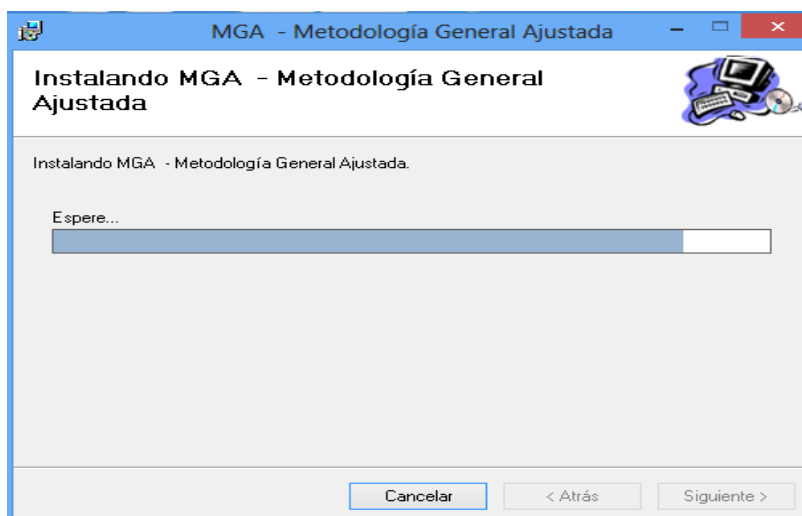 MGA - Metodología General Ajustada
Instalando MGA - Metodología General
Ajustada
Instalando MGA - Metodología General Ajustada.
Espere...
Cancelar
< Atrás
Siguiente >